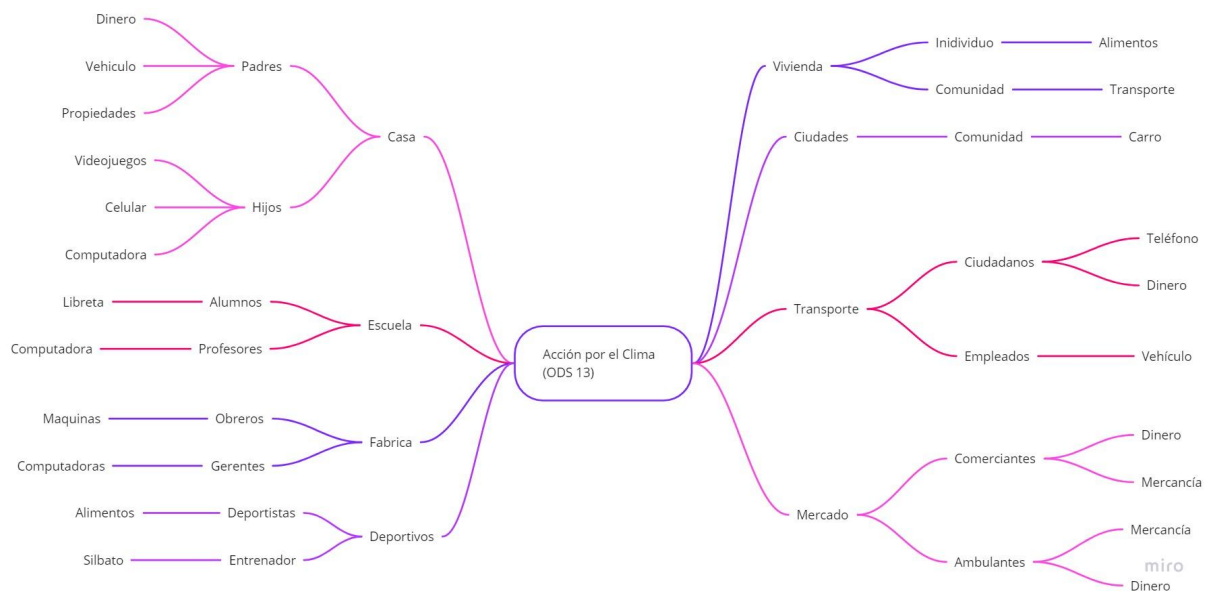 Acción por el Clima
(ODS 13)
Casa
Padres
Dinero
Vehiculo
Propiedades
Hijos
Videojuegos
Celular
Computadora
Escuela
Alumnos
Libreta
Profesores
Computadora
Fabrica
Obreros
Maquinas
Gerentes
Computadoras
Deportivos
Deportistas
Alimentos
Entrenador
Silbato
Vivienda
Inidividuo
Alimentos
Comunidad
Transporte
Ciudades
Comunidad
Carro
Transporte
Ciudadanos
Teléfono
Dinero
Empleados
Vehículo
Mercado
Comerciantes
Dinero
Mercancía
Ambulantes
Mercancía
Dinero
miro